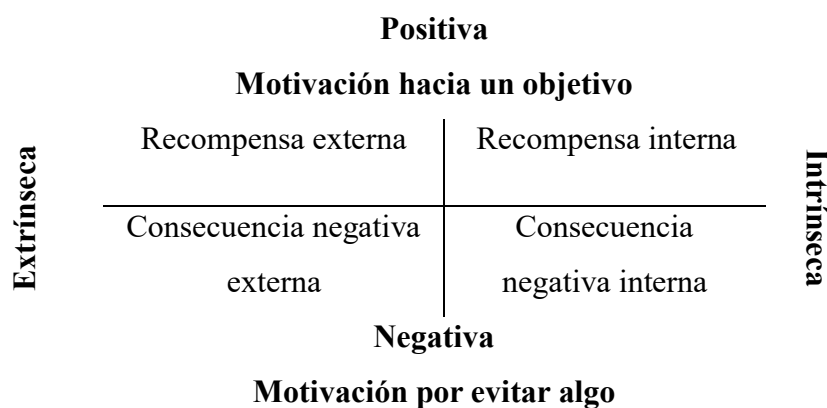 Positiva
Motivación hacia un objetivo
Extrínseca
Recompensa externa
Recompensa interna
Intrínseca
Consecuencia negativa
externa
Consecuencia
negativa interna
Negativa
Motivación por evitar algo